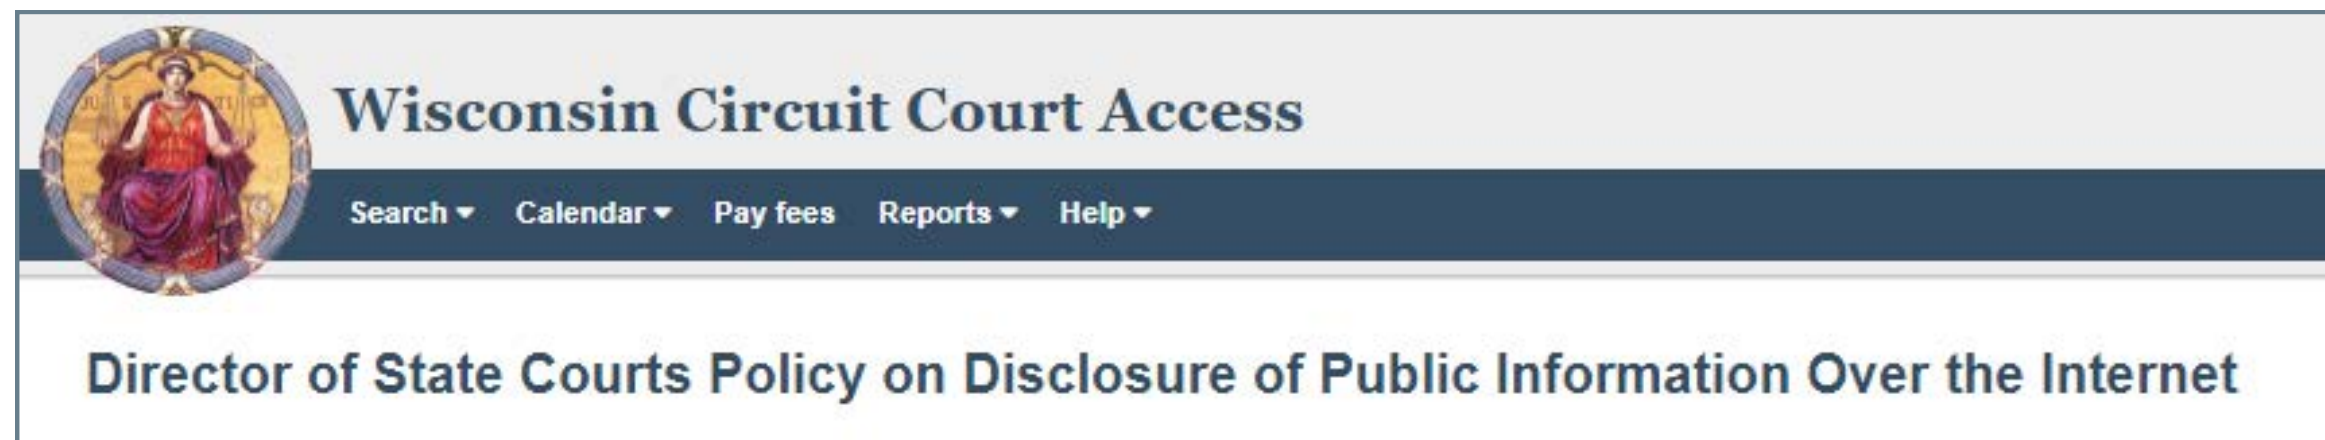 Wisconsin Circuit Court Access
Search Calendar Pay fees Reports Help
Director of State Courts Policy on Disclosure of Public Information Over the Internet